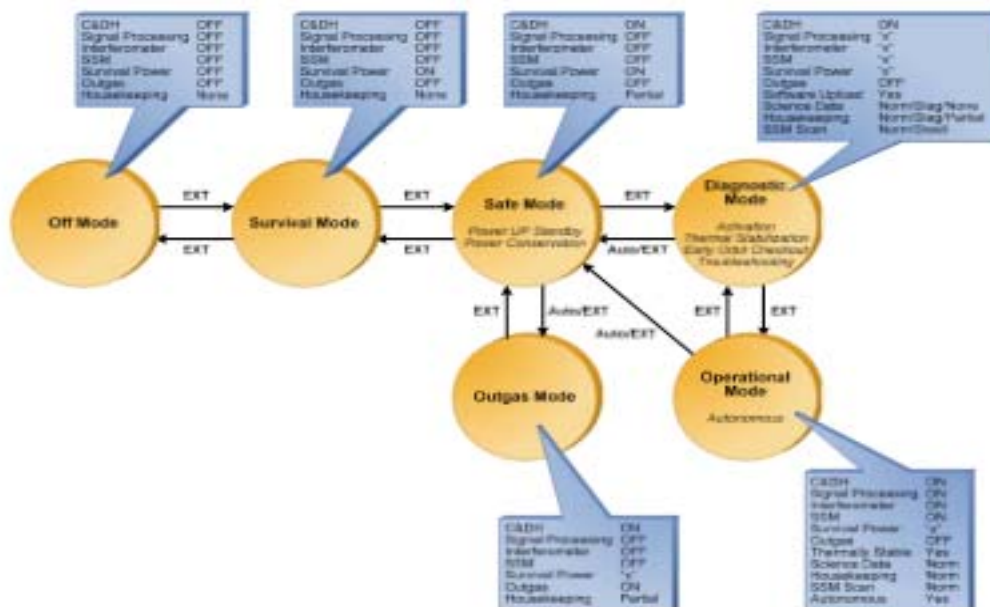 C&DH OFF
Signal Processing OFF
Interferometer OFF
SSM OFF
Survival Power OFF
Outgas OFF
Housekeeping None
C&DH OFF
Signal Processing OFF
Interferometer OFF
SSM OFF
Survival Power ON
Outgas OFF
Housekeeping None
C&DH ON
Signal Processing OFF
Interferometer OFF
SSM OFF
Survival Power ON
Outgas OFF
Housekeeping Partial
C&DH ON
Signal Processing "x"
Interferometer "x"
SSM "x"
Survival Power "x"
Outgas OFF
Software Upload Yes
Science Data Norm/Diag/None
Housekeeping Norm/Diag/Partial
SSM Scan Norm/
Off Mode
EXT
EXT
Survival Mode
EXT
EXT
Safe Mode
Power UP Standby
Power Conservation
EXT
Auto/EXT
Diagnostic
Mode
Activation
Thermal Stabilization
Early Orbit Checkout
Troubleshooting
EXT
Auto/EXT
Auto/EXT
EXT
EXT
Outgas Mode
Operational
Mode
Autonomous
C&DH ON
Signal Processing OFF
Interferometer OFF
SSM OFF
Survival Power "x"
Outgas ON
Housekeeping Partial
C&DH ON
Signal Processing ON
Interferometer ON
SSM ON
Survival Power "x"
Outgas OFF
Thermally Stable Yes
Science Data Norm
Housekeeping Norm
SSM Scan Norm
Autonomous Yes